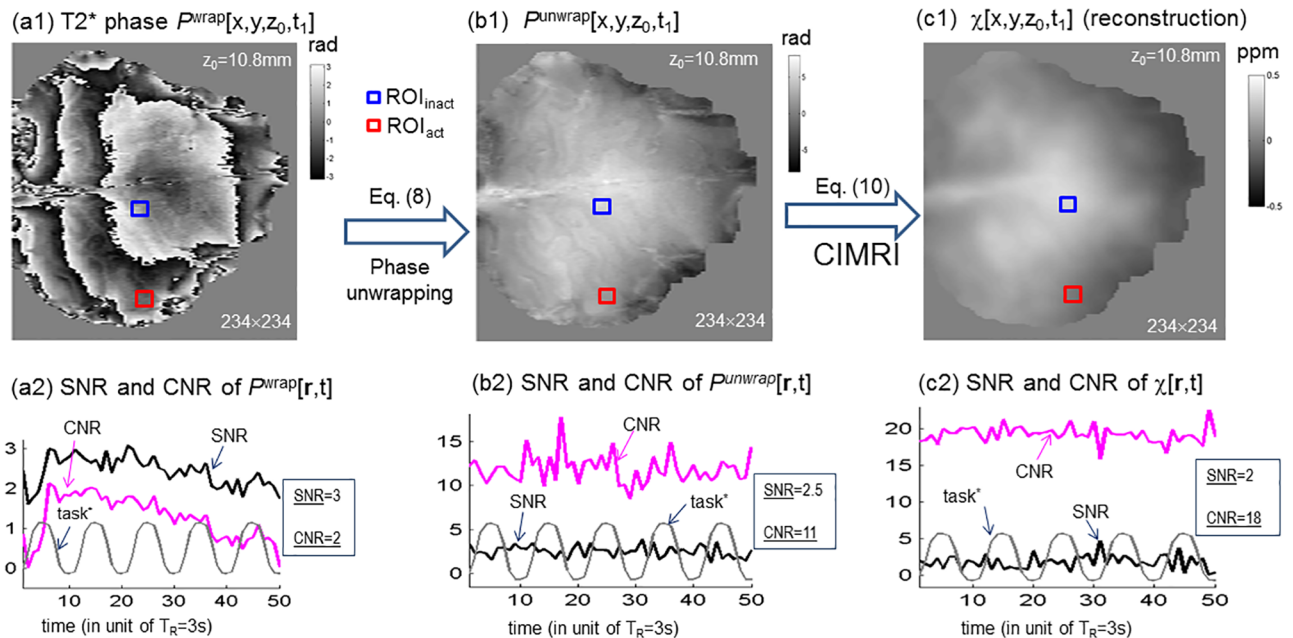 (a1) T2* phase P^wrap[x,y,z₀,t₁]
(b1) P^unwrap[x,y,z₀,t₁]
(c1) χ[x,y,z₀,t₁] (reconstruction)
rad
z₀=10.8mm
3
2
1
0
-1
-2
-3
234×234
ROI_inact
ROI_act
Eq. (8)
Phase
unwrapping
rad
z₀=10.8mm
5
0
-5
234×234
Eq. (10)
CIMRI
ppm
z₀=10.8mm
0.5
0
-0.5
234×234
(a2) SNR and CNR of P^wrap[r,t]
3
2
1
0
CNR
SNR
task*
SNR=3
CNR=2
10 20 30 40 50
time (in unit of T_R=3s)
(b2) SNR and CNR of P^unwrap[r,t]
15
10
5
0
CNR
SNR
task*
SNR=2.5
CNR=11
10 20 30 40 50
time (in unit of T_R=3s)
(c2) SNR and CNR of χ[r,t]
20
15
10
5
0
CNR
task*
SNR
SNR=2
CNR=18
10 20 30 40 50
time (in unit of T_R=3s)